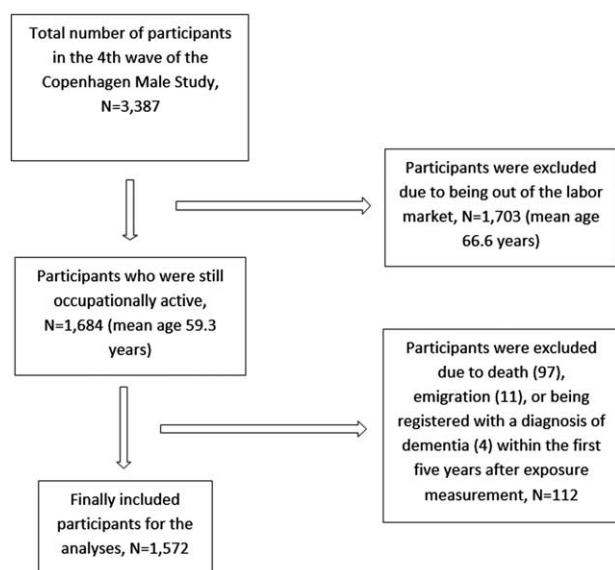 Total number of participants
in the 4th wave of the
Copenhagen Male Study,
N=3,387
Participants were excluded
due to being out of the labor
market, N=1,703 (mean age
66.6 years)
Participants who were still
occupationally active,
N=1,684 (mean age 59.3
years)
Participants were excluded
due to death (97),
emigration (11), or being
registered with a diagnosis of
dementia (4) within the first
five years after exposure
measurement, N=112
Finally included
participants for the
analyses, N=1,572